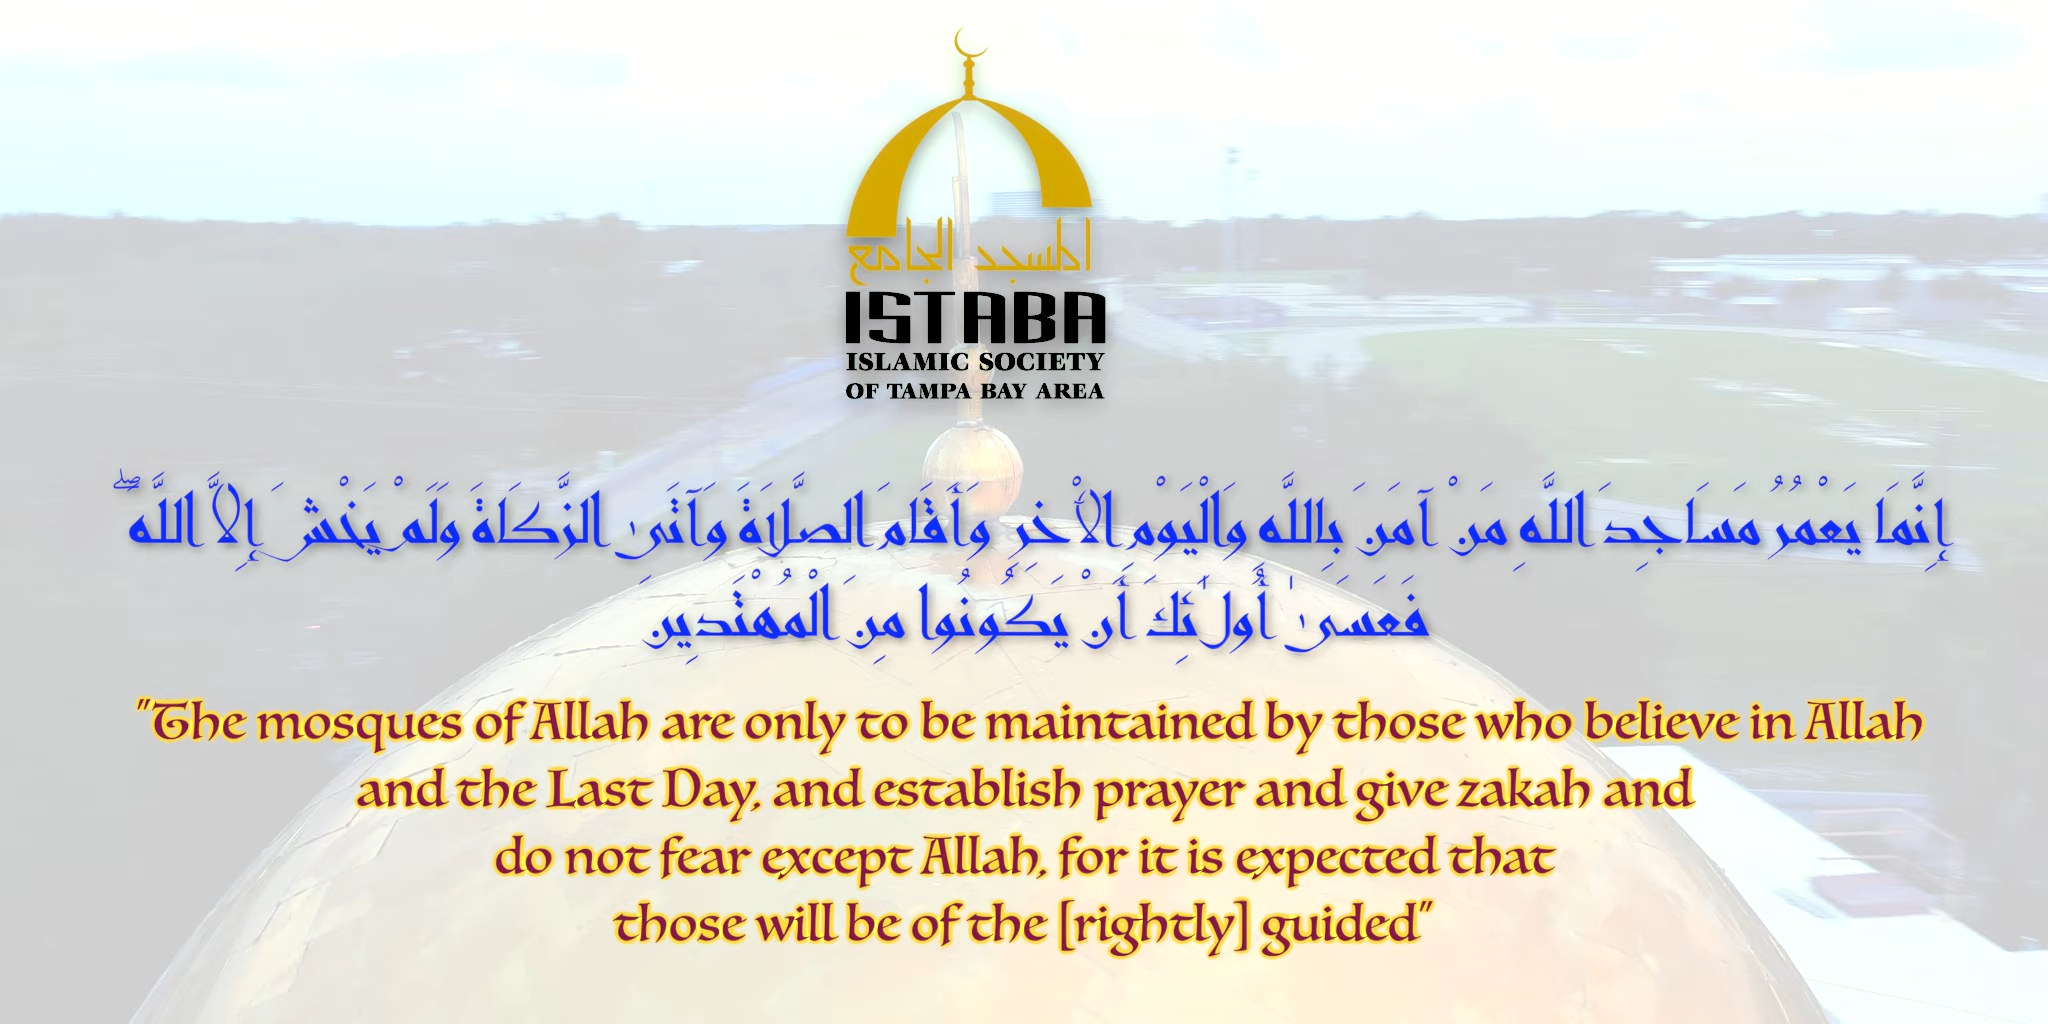 المسجد الجامع
ISTABA
ISLAMIC SOCIETY
OF TAMPA BAY AREA
إِنَّمَا يَعْمُرُ مَسَاجِدَ اللَّهِ مَنْ آمَنَ بِاللَّهِ وَالْيَوْمِ الْآخِرِ وَأَقَامَ الصَّلَاةَ وَآتَىٰ الزَّكَاةَ وَلَمْ يَخْشَ إِلَّا اللَّهَ ۖ
فَعَسَىٰ أُولَٰئِكَ أَنْ يَكُونُوا مِنَ الْمُهْتَدِينَ
"The mosques of Allah are only to be maintained by those who believe in Allah
and the Last Day, and establish prayer and give zakah and
do not fear except Allah, for it is expected that
those will be of the [rightly] guided"